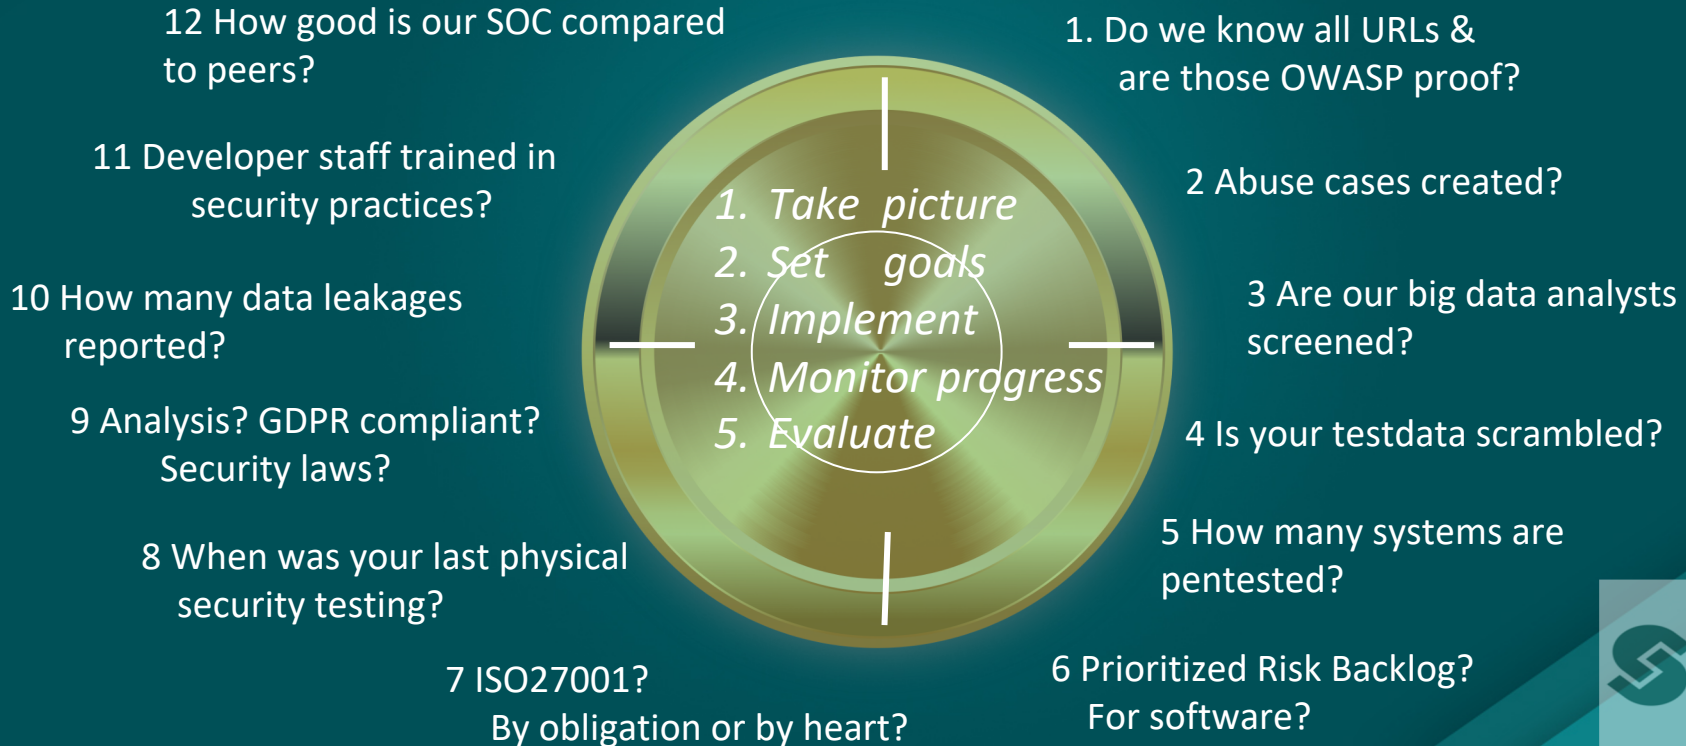 12 How good is our SOC compared
to peers?
1. Do we know all URLs &
are those OWASP proof?
11 Developer staff trained in
security practices?
2 Abuse cases created?
10 How many data leakages
reported?
3 Are our big data analysts
screened?
9 Analysis? GDPR compliant?
Security laws?
4 Is your testdata scrambled?
8 When was your last physical
security testing?
5 How many systems are
pentested?
7 ISO27001?
By obligation or by heart?
6 Prioritized Risk Backlog?
For software?
1. Take picture
2. Set goals
3. Implement
4. Monitor progress
5. Evaluate